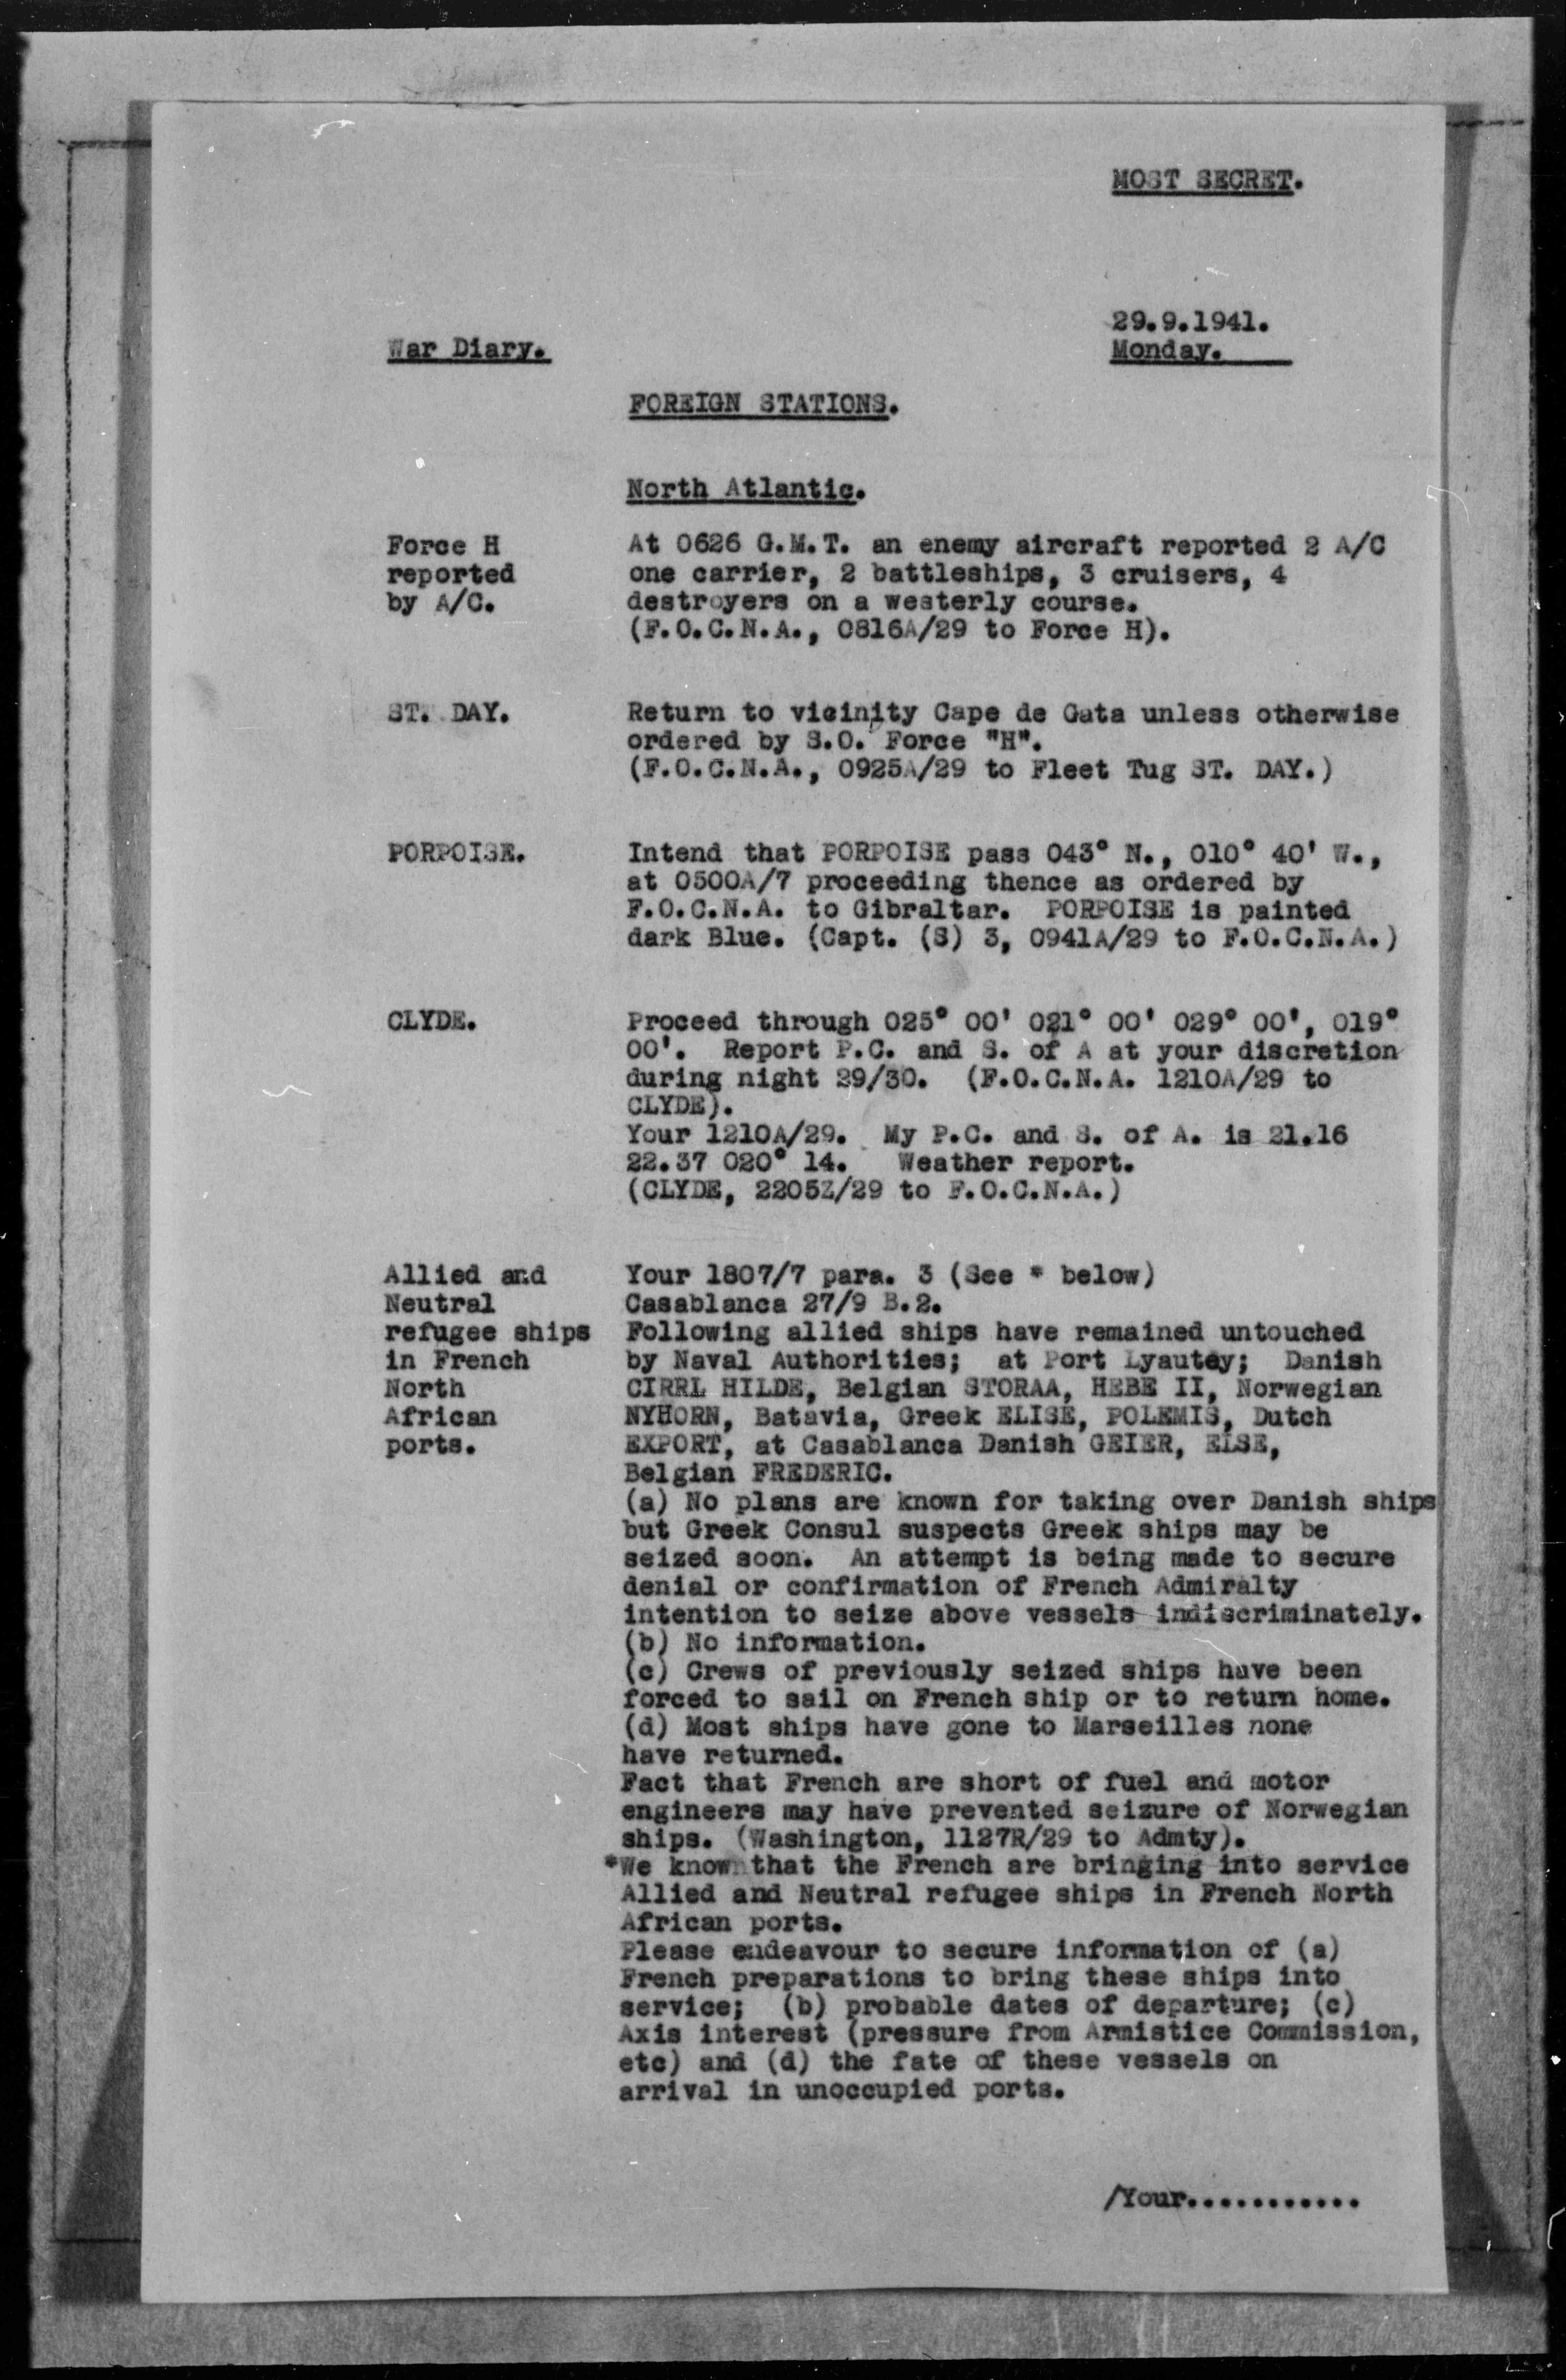 MOST SECRET.
29.9.1941.
War Diary.
Monday.
FOREIGN STATIONS.
North Atlantic.
Force H
reported
by A/C.
At 0626 G.M.T. an enemy aircraft reported 2 A/C
one carrier, 2 battleships, 3 cruisers, 4
destroyers on a westerly course.
(F.O.C.N.A., 0816A/29 to Force H).
ST. DAY.
Return to vicinity Cape de Gata unless otherwise
ordered by S.O. Force "H".
(F.O.C.N.A., 0925A/29 to Fleet Tug ST. DAY.)
PORPOISE.
Intend that PORPOISE pass 043° N., 010° 40' W.,
at 0500A/7 proceeding thence as ordered by
F.O.C.N.A. to Gibraltar. PORPOISE is painted
dark Blue. (Capt. (S) 3, 0941A/29 to F.O.C.N.A.)
CLYDE.
Proceed through 025° 00' 021° 00' 029° 00', 019°
00'. Report P.C. and S. of A at your discretion
during night 29/30. (F.O.C.N.A. 1210A/29 to
CLYDE).
Your 1210A/29. My P.C. and S. of A. is 21.16
22.37 020° 14. Weather report.
(CLYDE, 2205Z/29 to F.O.C.N.A.)
Allied and
Neutral
refugee ships
in French
North
African
ports.
Your 1807/7 para. 3 (See * below)
Casablanca 27/9 B.2.
Following allied ships have remained untouched
by Naval Authorities; at Port Lyautey; Danish
CIRRL HILDE, Belgian STORAA, HEBE II, Norwegian
NYHORN, Batavia, Greek ELISE, POLEMIS, Dutch
EXPORT, at Casablanca Danish GEIER, ELSE,
Belgian FREDERIC.
(a) No plans are known for taking over Danish ships
but Greek Consul suspects Greek ships may be
seized soon. An attempt is being made to secure
denial or confirmation of French Admiralty
intention to seize above vessels indiscriminately.
(b) No information.
(c) Crews of previously seized ships have been
forced to sail on French ship or to return home.
(d) Most ships have gone to Marseilles none
have returned.
Fact that French are short of fuel and motor
engineers may have prevented seizure of Norwegian
ships. (Washington, 1127R/29 to Admty).
*We know that the French are bringing into service
Allied and Neutral refugee ships in French North
African ports.
Please endeavour to secure information of (a)
French preparations to bring these ships into
service; (b) probable dates of departure; (c)
Axis interest (pressure from Armistice Commission,
etc) and (d) the fate of these vessels on
arrival in unoccupied ports.
/Your............